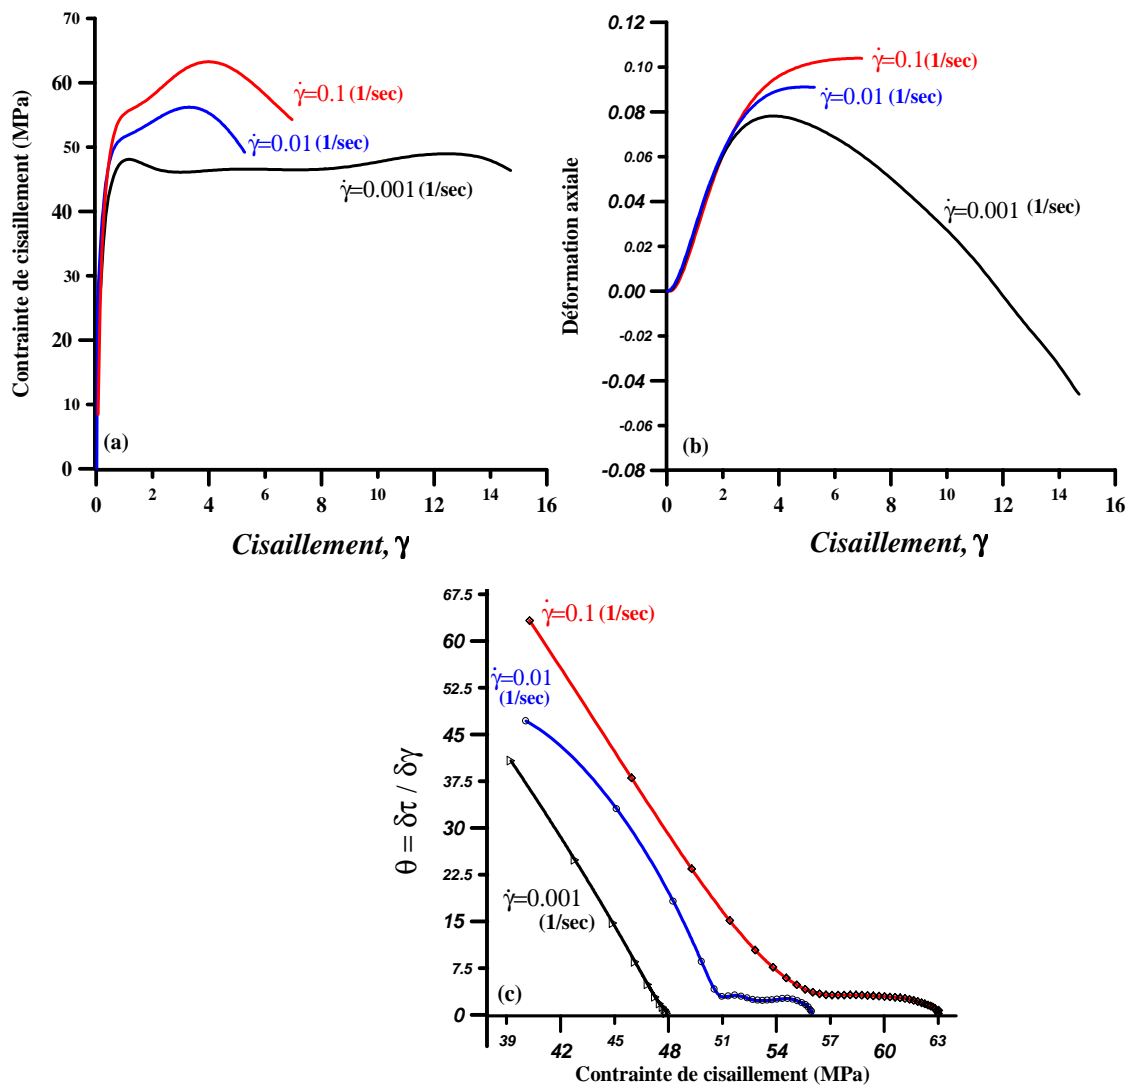 70
60
50
40
30
20
10
0
Contrainte de cisaillement (MPa)
γ̇=0.1 (1/sec)
γ̇=0.01 (1/sec)
γ̇=0.001 (1/sec)
(a)
0 2 4 6 8 10 12 14 16
Cisaillement, γ
0.12
0.10
0.08
0.06
0.04
0.02
0.00
-0.02
-0.04
-0.06
-0.08
Déformation axiale
γ̇=0.1 (1/sec)
γ̇=0.01 (1/sec)
γ̇=0.001 (1/sec)
(b)
0 2 4 6 8 10 12 14 16
Cisaillement, γ
67.5
60
52.5
45
37.5
30
22.5
15
7.5
0
θ = δτ / δγ
γ̇=0.1 (1/sec)
γ̇=0.01
(1/sec)
γ̇=0.001
(1/sec)
(c)
39 42 45 48 51 54 57 60 63
Contrainte de cisaillement (MPa)